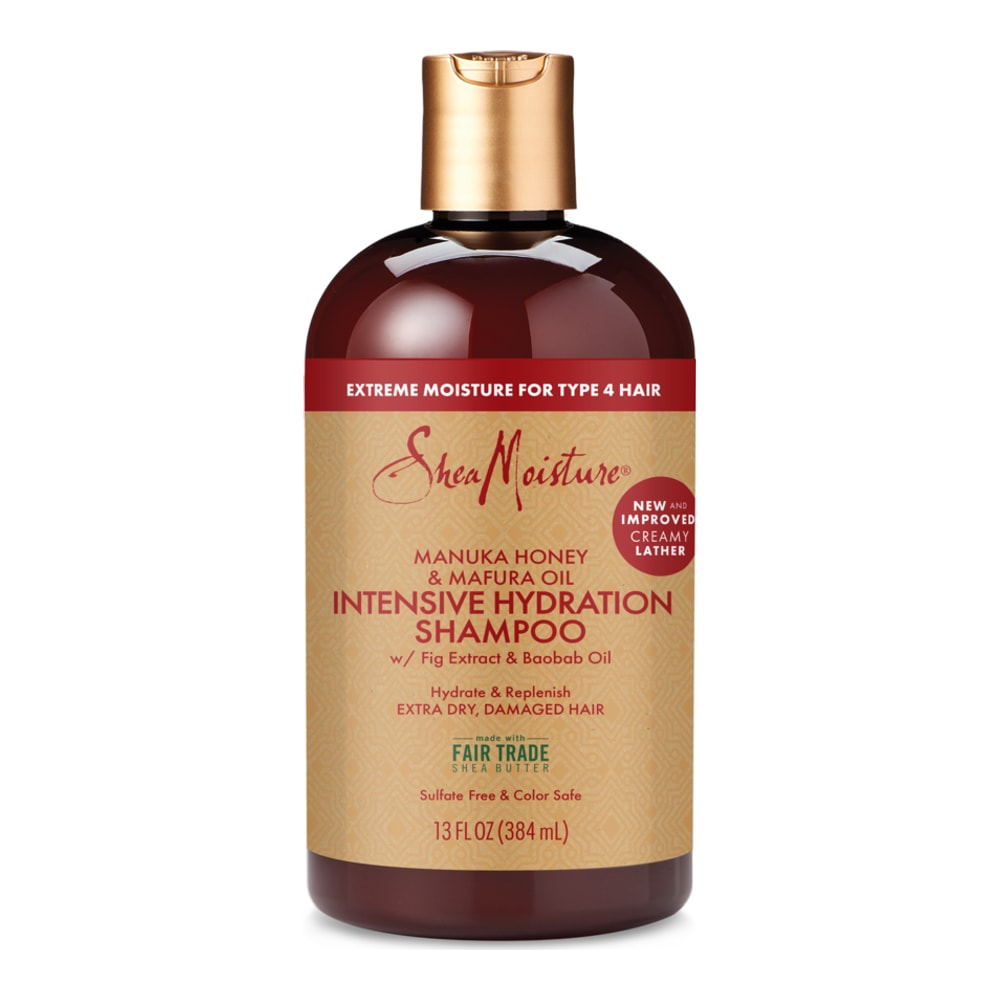 EXTREME MOISTURE FOR TYPE 4 HAIR
SheaMoisture®
NEW AND
IMPROVED
CREAMY
LATHER
MANUKA HONEY
& MAFURA OIL
INTENSIVE HYDRATION
SHAMPOO
w/ Fig Extract & Baobab Oil
Hydrate & Replenish
EXTRA DRY, DAMAGED HAIR
made with
FAIR TRADE
SHEA BUTTER
Sulfate Free & Color Safe
13 FL OZ (384 mL)